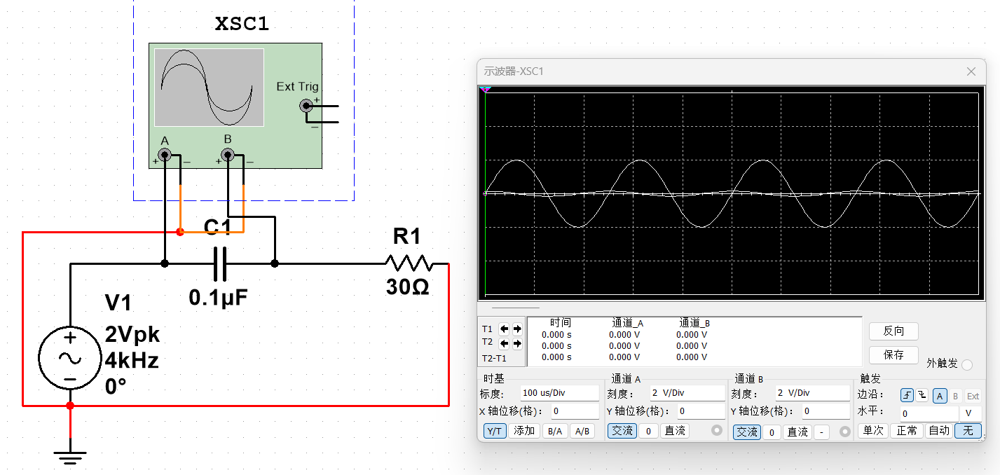 XSC1
Ext Trig
+
−
A
B
+ − + −
C1
0.1µF
R1
30Ω
V1
2Vpk
4kHz
0°
+
−
示波器-XSC1
时间 通道_A 通道_B
T1 0.000 s 0.000 V 0.000 V
T2 0.000 s 0.000 V 0.000 V
T2-T1 0.000 s 0.000 V 0.000 V
反向
保存
外触发
时基
标度： 100 us/Div
X 轴位移(格)： 0
Y/T 添加 B/A A/B
通道 A
刻度： 2 V/Div
Y 轴位移(格)： 0
交流 0 直流
通道 B
刻度： 2 V/Div
Y 轴位移(格)： 0
交流 0 直流 -
触发
边沿： A B Ext
水平： 0 V
单次 正常 自动 无